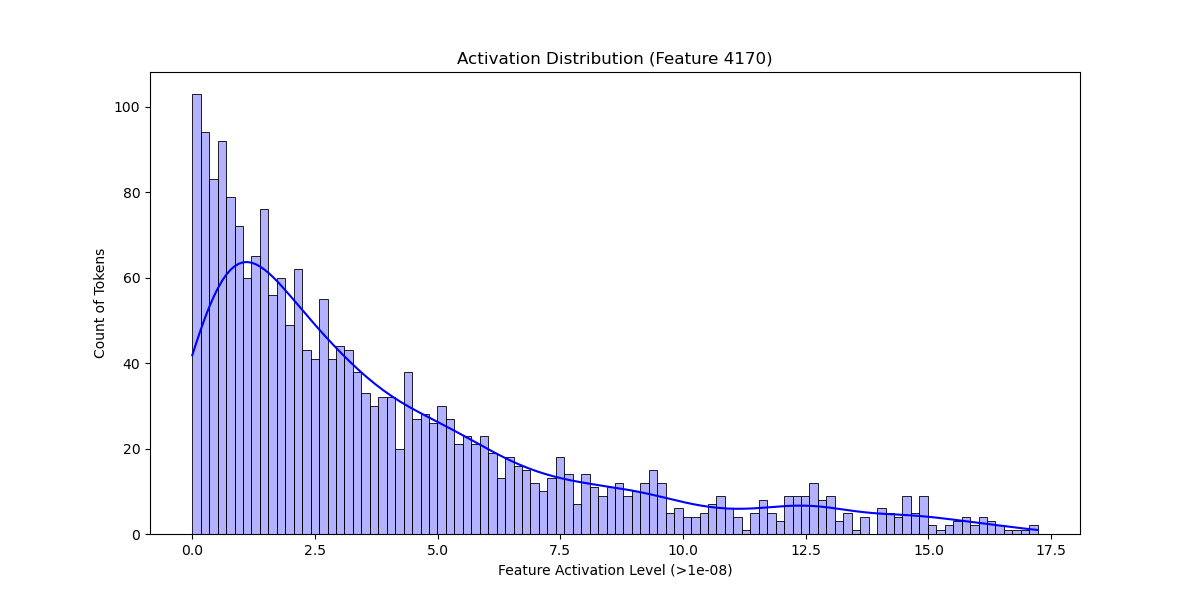 Activation Distribution (Feature 4170)
100
80
60
40
20
0
Count of Tokens
0.0 2.5 5.0 7.5 10.0 12.5 15.0 17.5
Feature Activation Level (>1e-08)